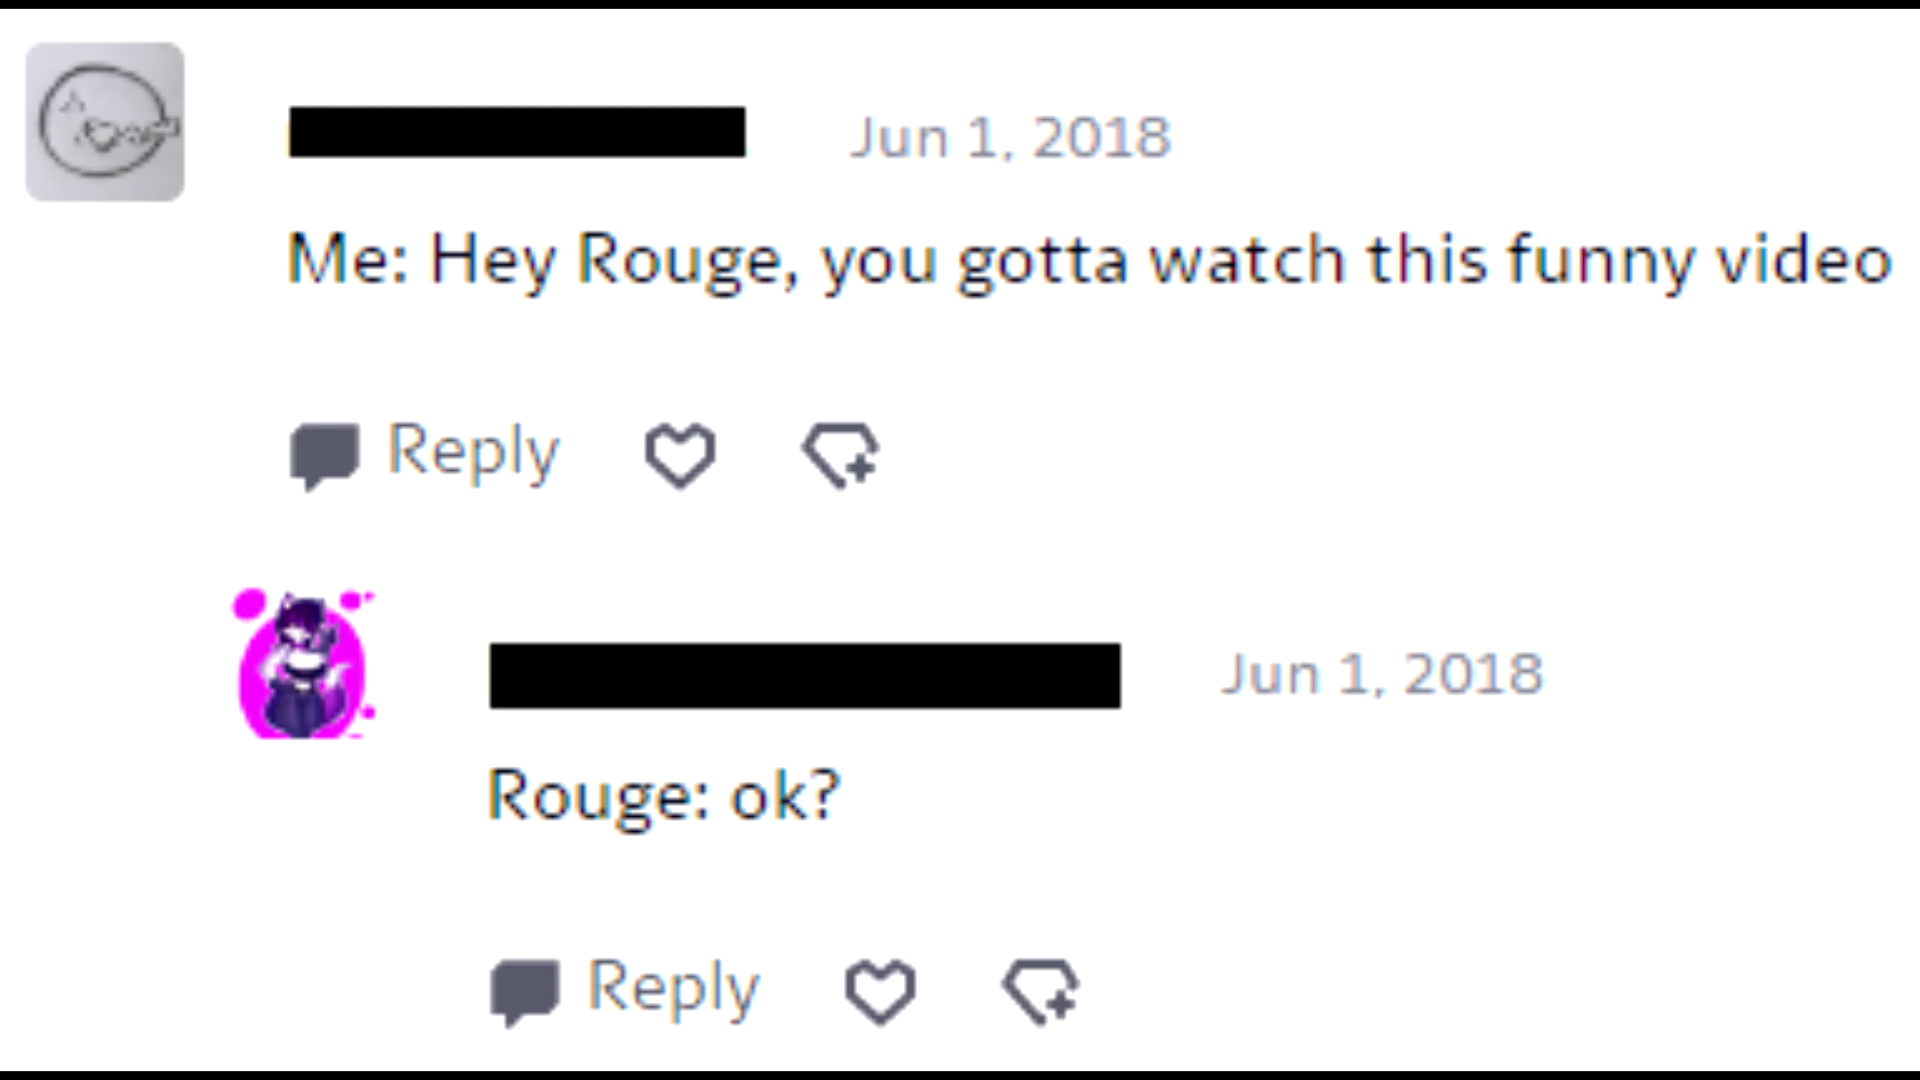 Jun 1, 2018
Me: Hey Rouge, you gotta watch this funny video
Reply
Jun 1, 2018
Rouge: ok?
Reply